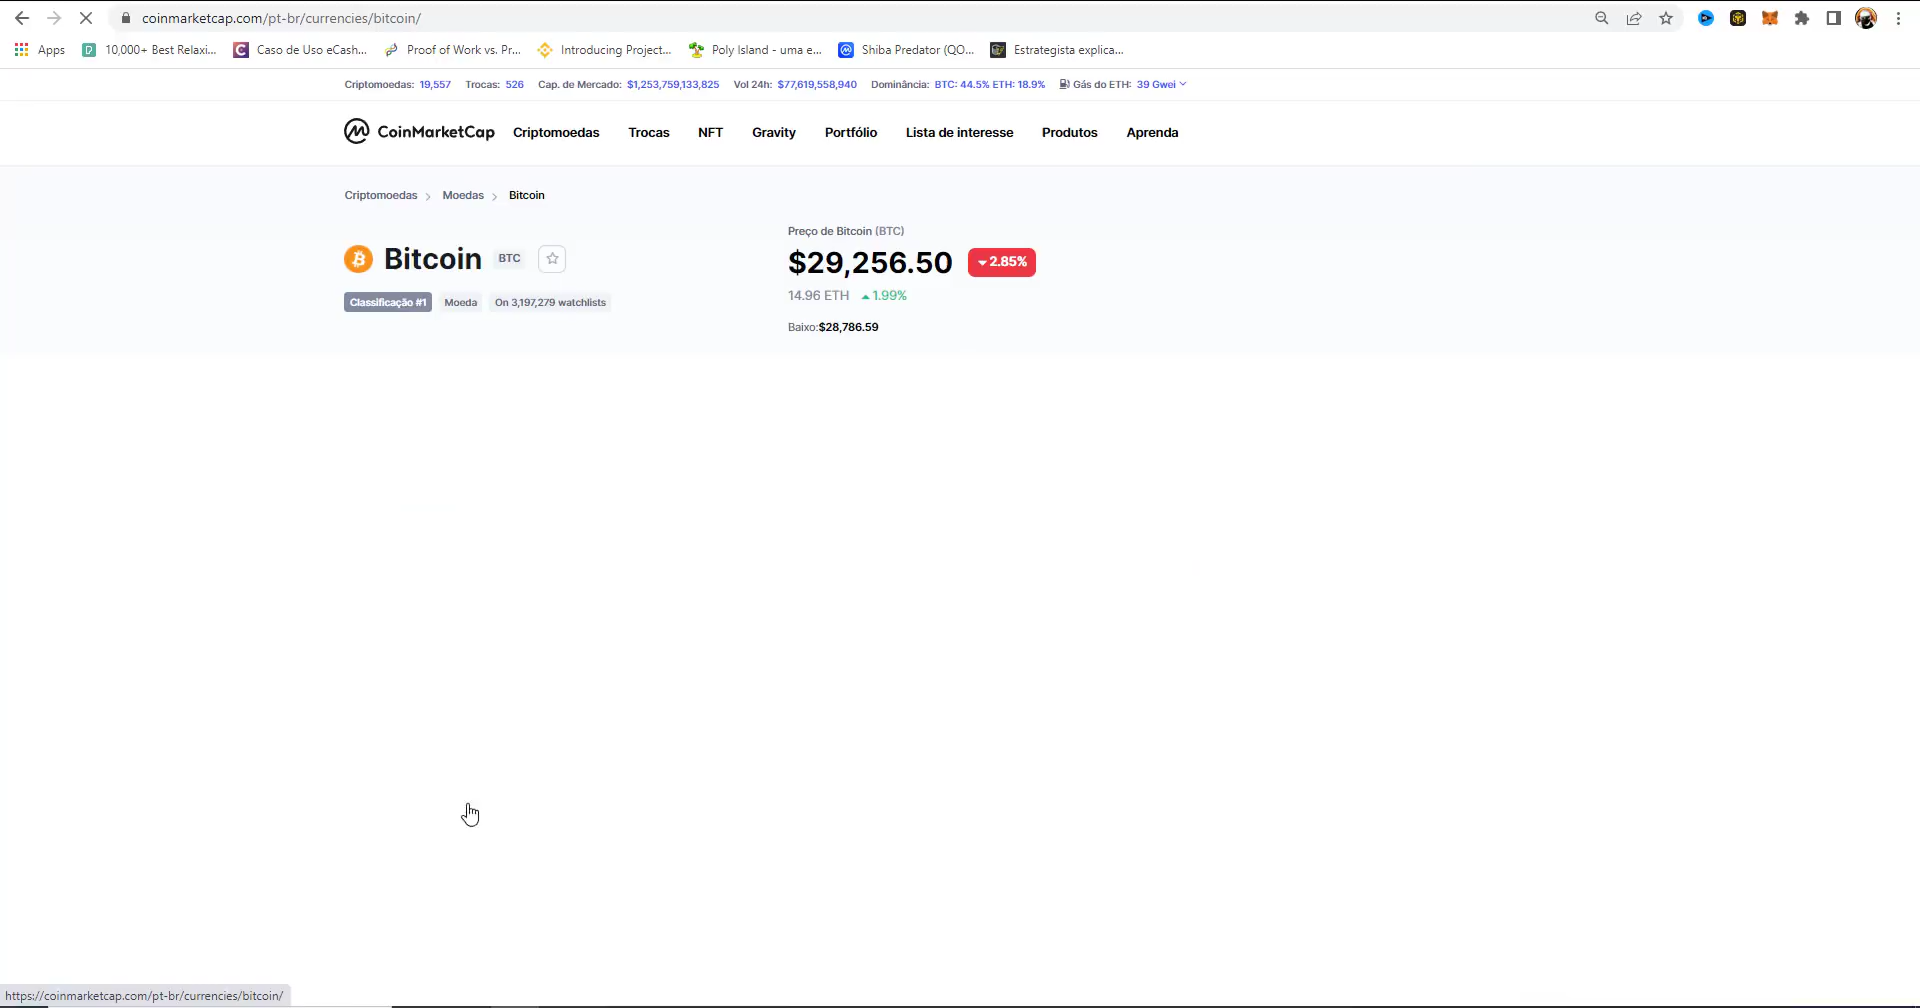 coinmarketcap.com/pt-br/currencies/bitcoin/
Apps 10,000+ Best Relaxi... Caso de Uso eCash... Proof of Work vs. Pr... Introducing Project... Poly Island - uma e... Shiba Predator (QO... Estrategista explica...
Criptomoedas: 19,557 Trocas: 526 Cap. de Mercado: $1,253,759,133,825 Vol 24h: $77,619,558,940 Dominância: BTC: 44.5% ETH: 18.9% Gás do ETH: 39 Gwei
CoinMarketCap Criptomoedas Trocas NFT Gravity Portfólio Lista de interesse Produtos Aprenda
Criptomoedas Moedas Bitcoin
Bitcoin BTC
Classificação #1 Moeda On 3,197,279 watchlists
Preço de Bitcoin (BTC)
$29,256.50 2.85%
14.96 ETH 1.99%
Baixo:$28,786.59
https://coinmarketcap.com/pt-br/currencies/bitcoin/